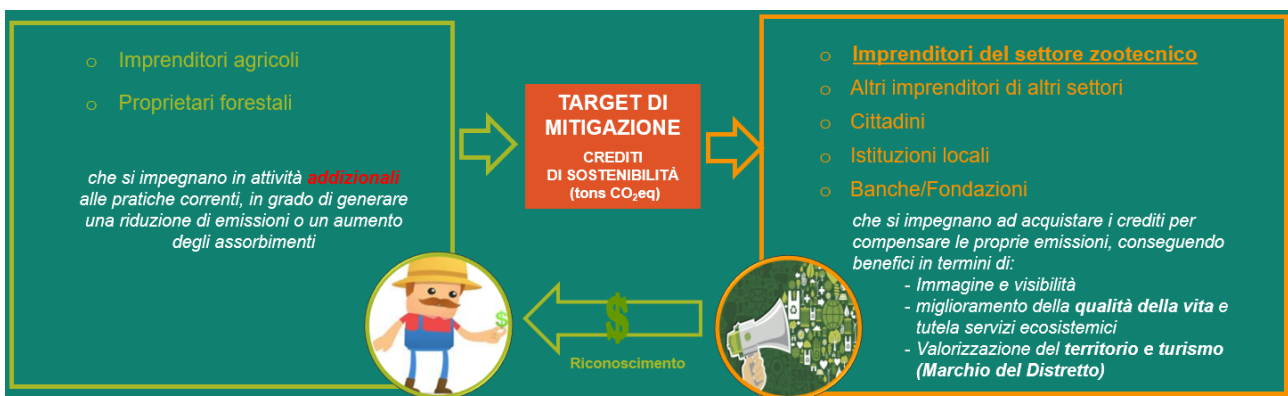 o Imprenditori agricoli
o Proprietari forestali
che si impegnano in attività addizionali
alle pratiche correnti, in grado di generare
una riduzione di emissioni o un aumento
degli assorbimenti
TARGET DI
MITIGAZIONE
CREDITI
DI SOSTENIBILITÀ
(tons CO₂eq)
$
$
Riconoscimento
o Imprenditori del settore zootecnico
o Altri imprenditori di altri settori
o Cittadini
o Istituzioni locali
o Banche/Fondazioni
che si impegnano ad acquistare i crediti per
compensare le proprie emissioni, conseguendo
benefici in termini di:
- Immagine e visibilità
- miglioramento della qualità della vita e
tutela servizi ecosistemici
- Valorizzazione del territorio e turismo
(Marchio del Distretto)